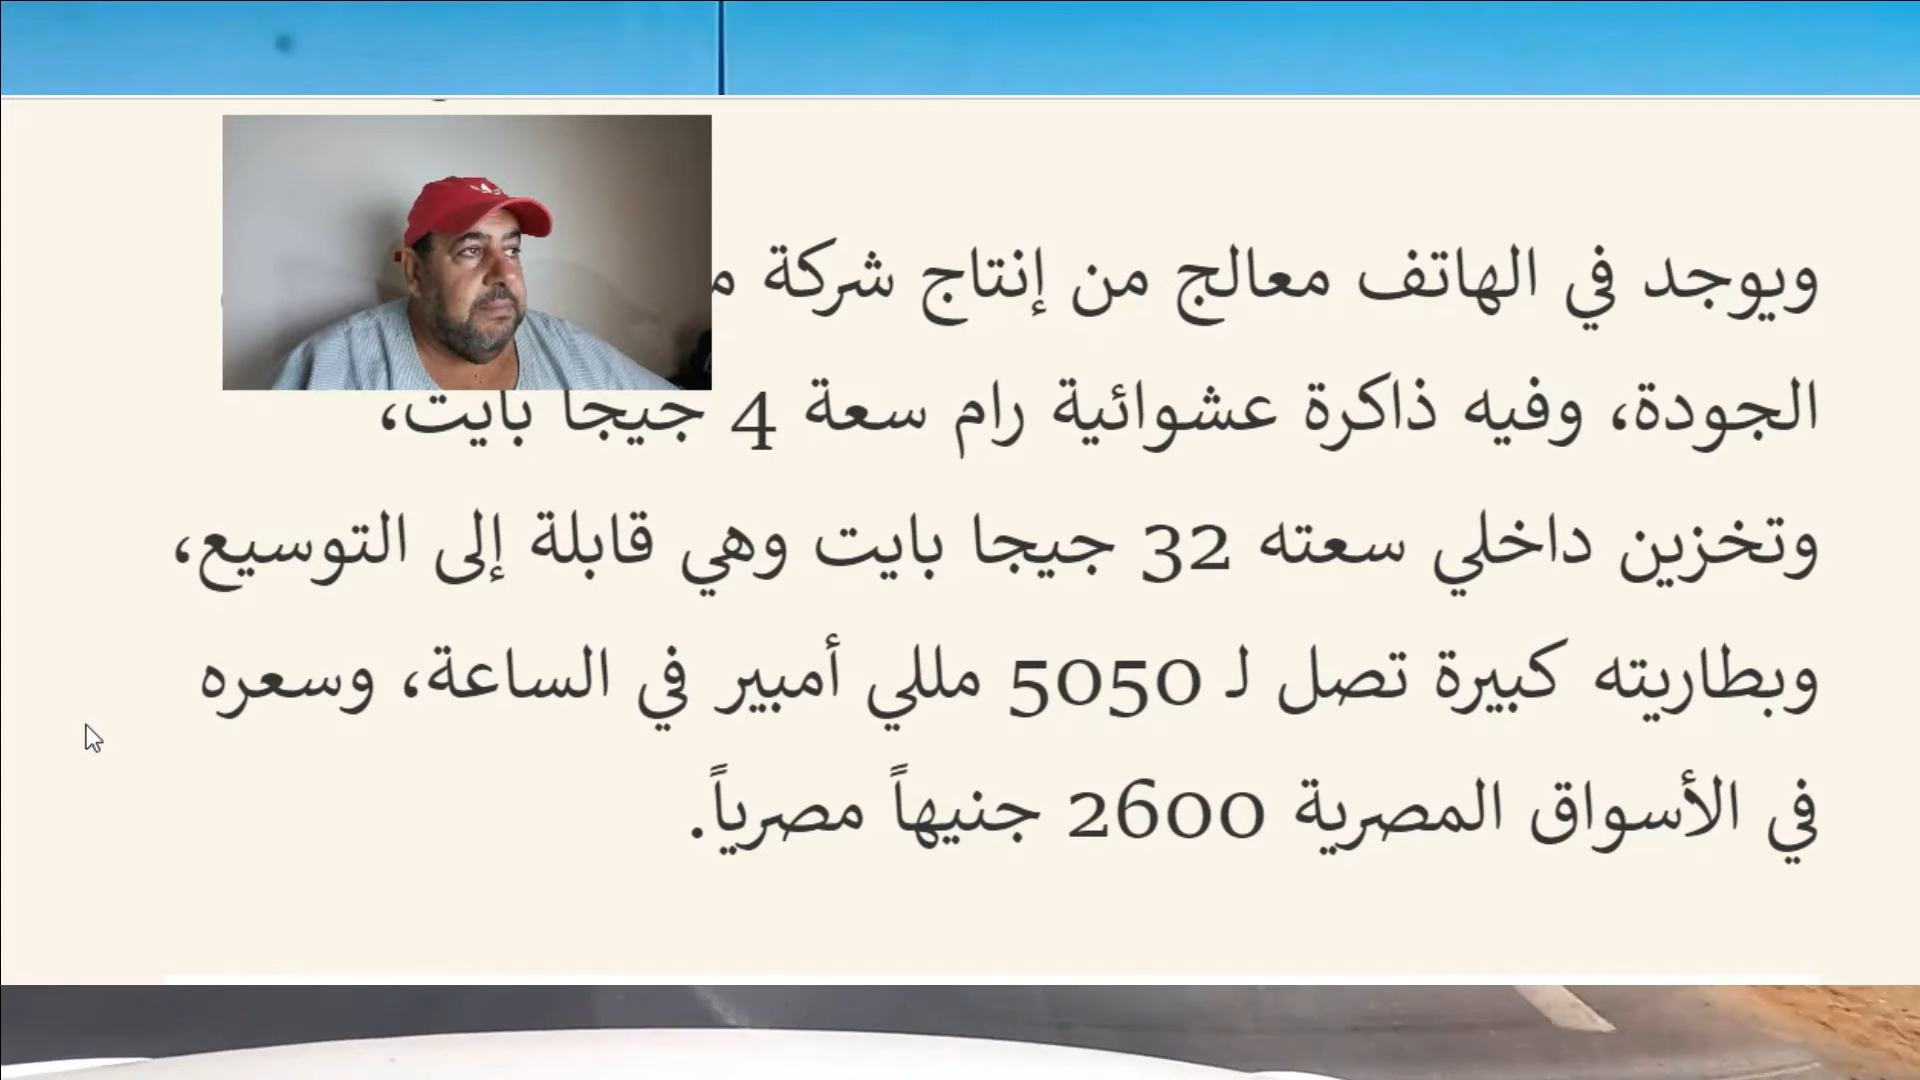 ويوجد في الهاتف معالج من إنتاج شركة
الجودة، وفيه ذاكرة عشوائية رام سعة 4 جيجا بايت،
وتخزين داخلي سعته 32 جيجا بايت وهي قابلة إلى التوسيع،
وبطاريته كبيرة تصل لـ 5050 مللي أمبير في الساعة، وسعره
في الأسواق المصرية 2600 جنيهاً مصرياً.